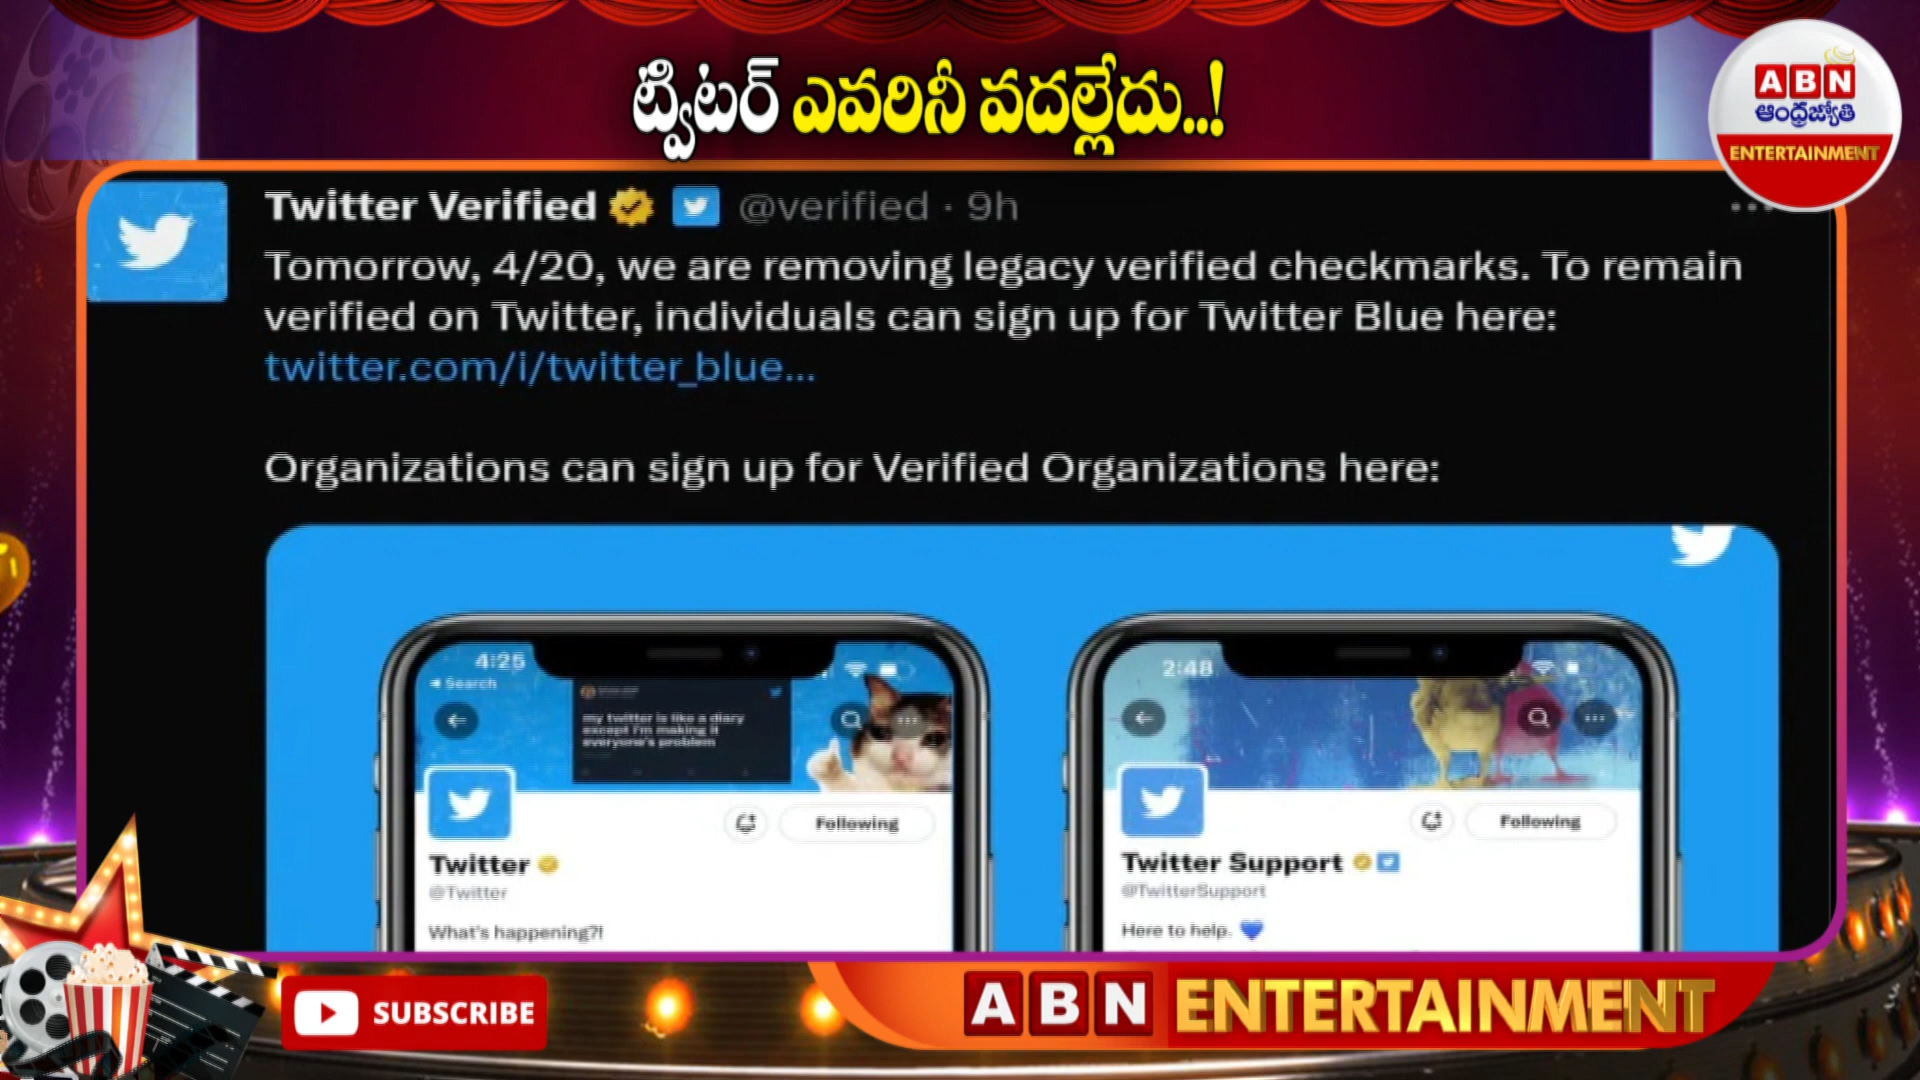 ట్విటర్ ఎవరినీ వదల్లేదు..!
ABN
ఆంధ్రజ్యోతి
ENTERTAINMENT
Twitter Verified @verified · 9h
Tomorrow, 4/20, we are removing legacy verified checkmarks. To remain
verified on Twitter, individuals can sign up for Twitter Blue here:
twitter.com/i/twitter_blue...
Organizations can sign up for Verified Organizations here:
4:25
Search
my twitter is like a diary
except I'm making it
everyone's problem
Following
Twitter
@Twitter
What's happening?!
2:48
Following
Twitter Support
@TwitterSupport
Here to help. 💙
SUBSCRIBE
ABN ENTERTAINMENT